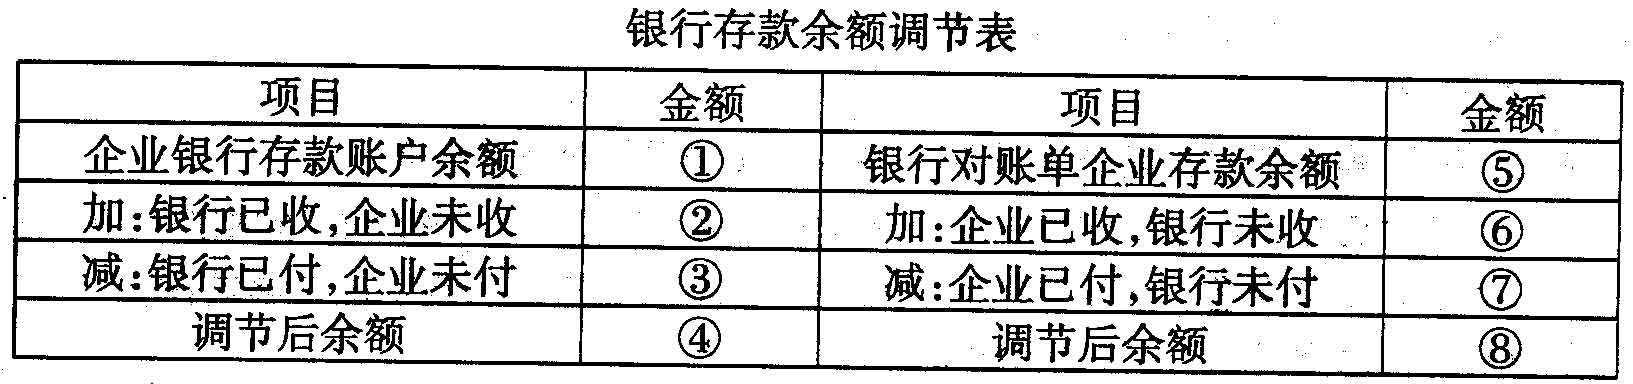 银行存款余额调节表
项目 金额 项目 金额
企业银行存款账户余额 ① 银行对账单企业存款余额 ⑤
加:银行已收,企业未收 ② 加:企业已收,银行未收 ⑥
减:银行已付,企业未付 ③ 减:企业已付,银行未付 ⑦
调节后余额 ④ 调节后余额 ⑧